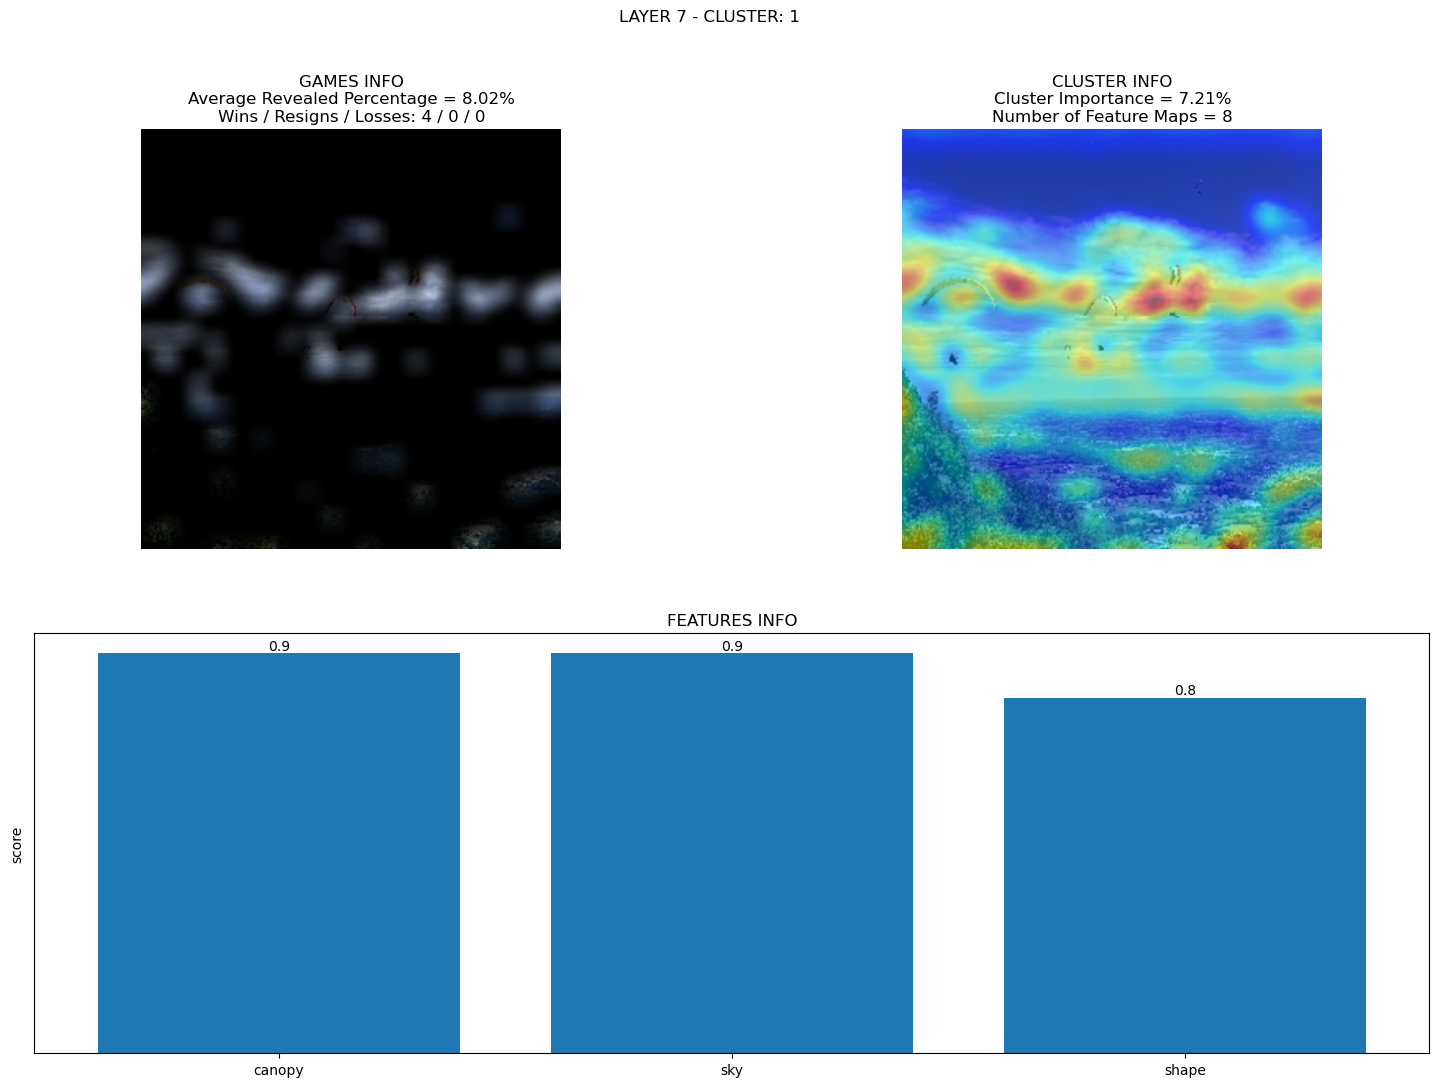 LAYER 7 - CLUSTER: 1
GAMES INFO
Average Revealed Percentage = 8.02%
Wins / Resigns / Losses: 4 / 0 / 0
CLUSTER INFO
Cluster Importance = 7.21%
Number of Feature Maps = 8
FEATURES INFO
score
0.9
0.9
0.8
canopy
sky
shape